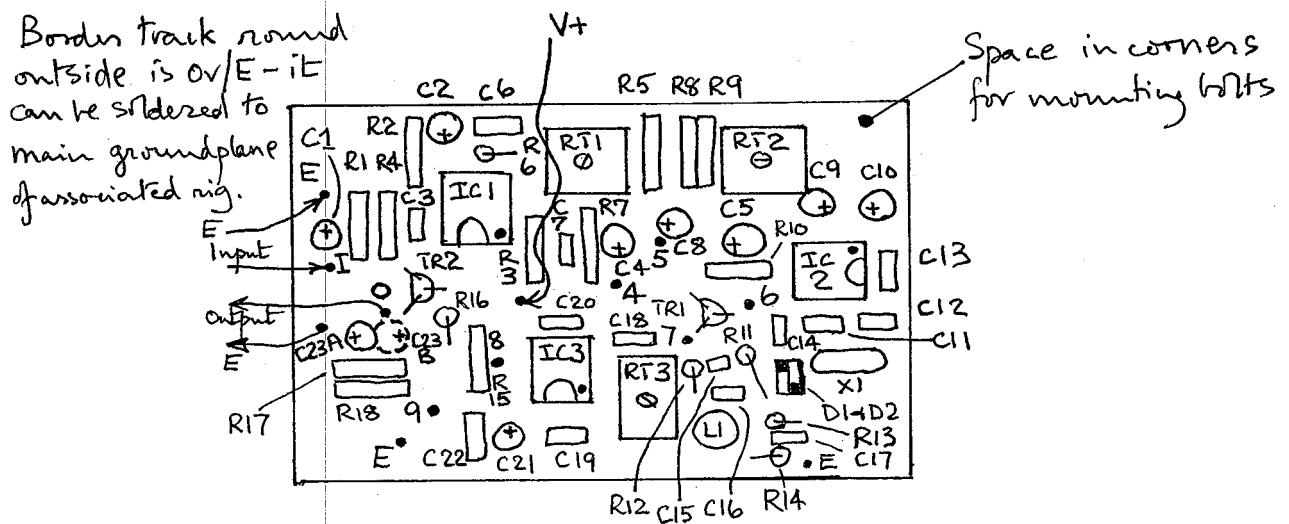 Border track round
outside is 0v/E - it
can be soldered to
main groundplane
of associated rig.
V+
Space in corners
for mounting bolts
C2 C6 R5 R8 R9
C1 R2 R6 RT1 RT2
E R1 R4 C3 IC1 C9 C10
E
Input
I
R3 C7 R7 C4 5 C8 C5 R10
IC2 C13
TR2 R16 C20 4 TR1 6 C12
O
Output
E
C23A C23B 8 R15 IC3 C18 7 R11 C14 C11
RT3 X1
R17 R18 9 D1+D2
L1 R13
E C22 C21 C19 E C17
R12 C15 C16 R14